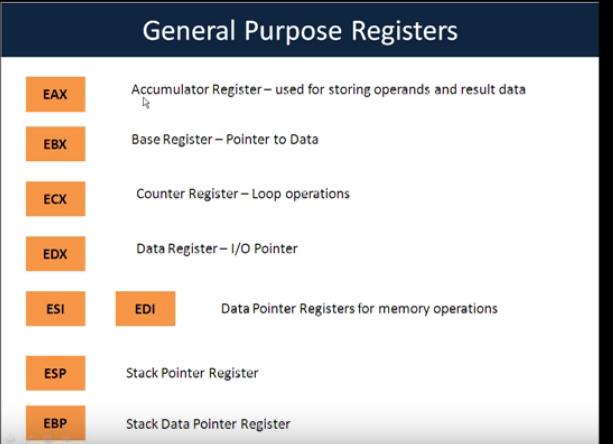 General Purpose Registers
EAX Accumulator Register – used for storing operands and result data
EBX Base Register – Pointer to Data
ECX Counter Register – Loop operations
EDX Data Register – I/O Pointer
ESI EDI Data Pointer Registers for memory operations
ESP Stack Pointer Register
EBP Stack Data Pointer Register